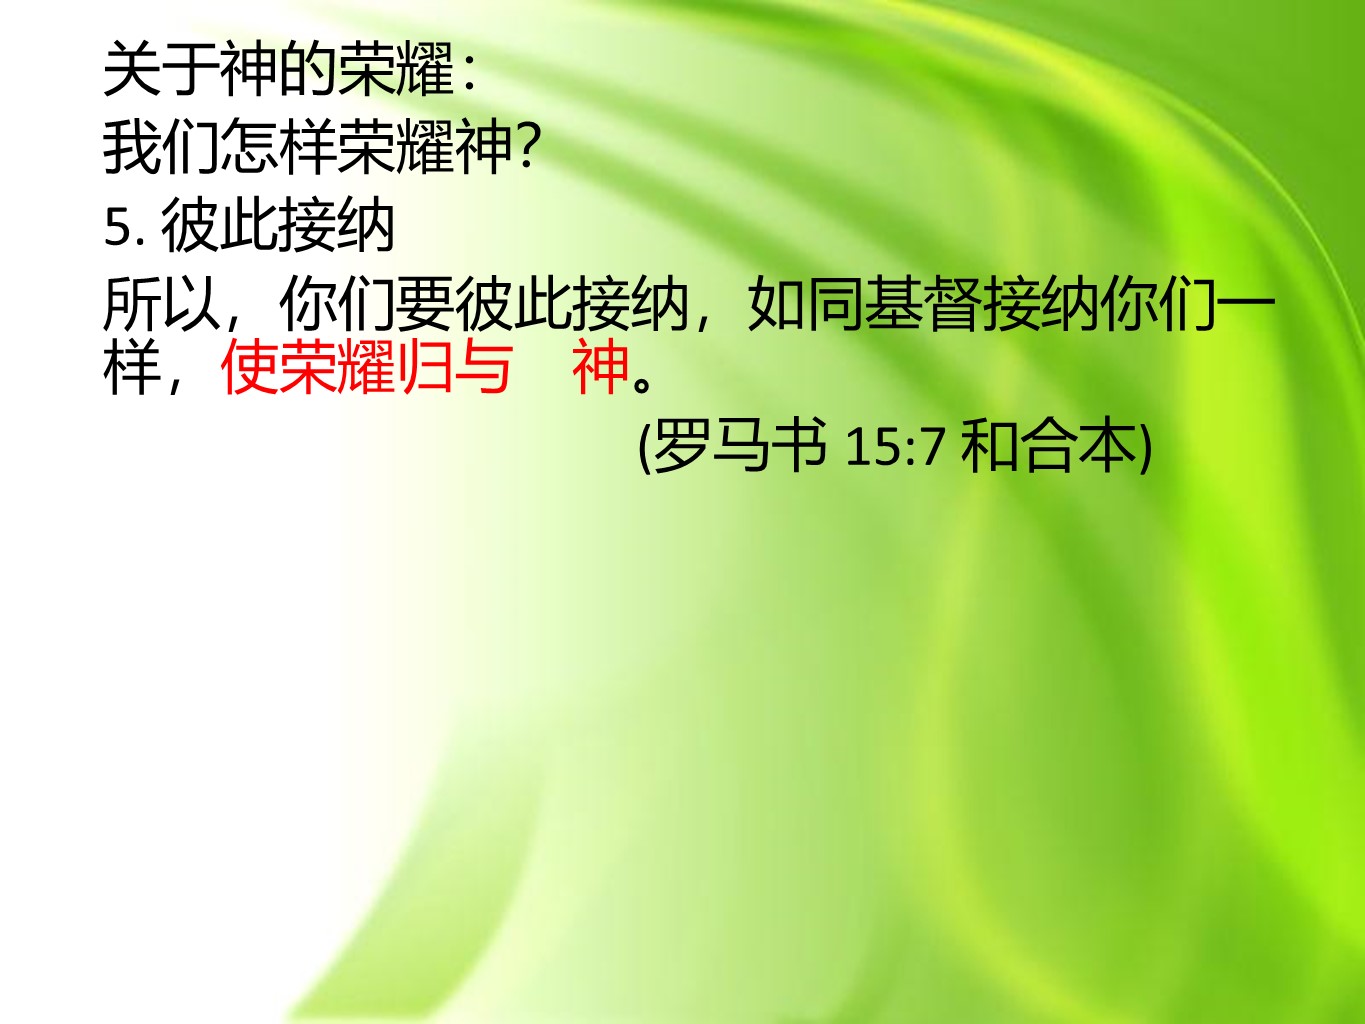 关于神的荣耀：
我们怎样荣耀神？
5. 彼此接纳
所以，你们要彼此接纳，如同基督接纳你们一
样，使荣耀归与　神。
(罗马书 15:7 和合本)